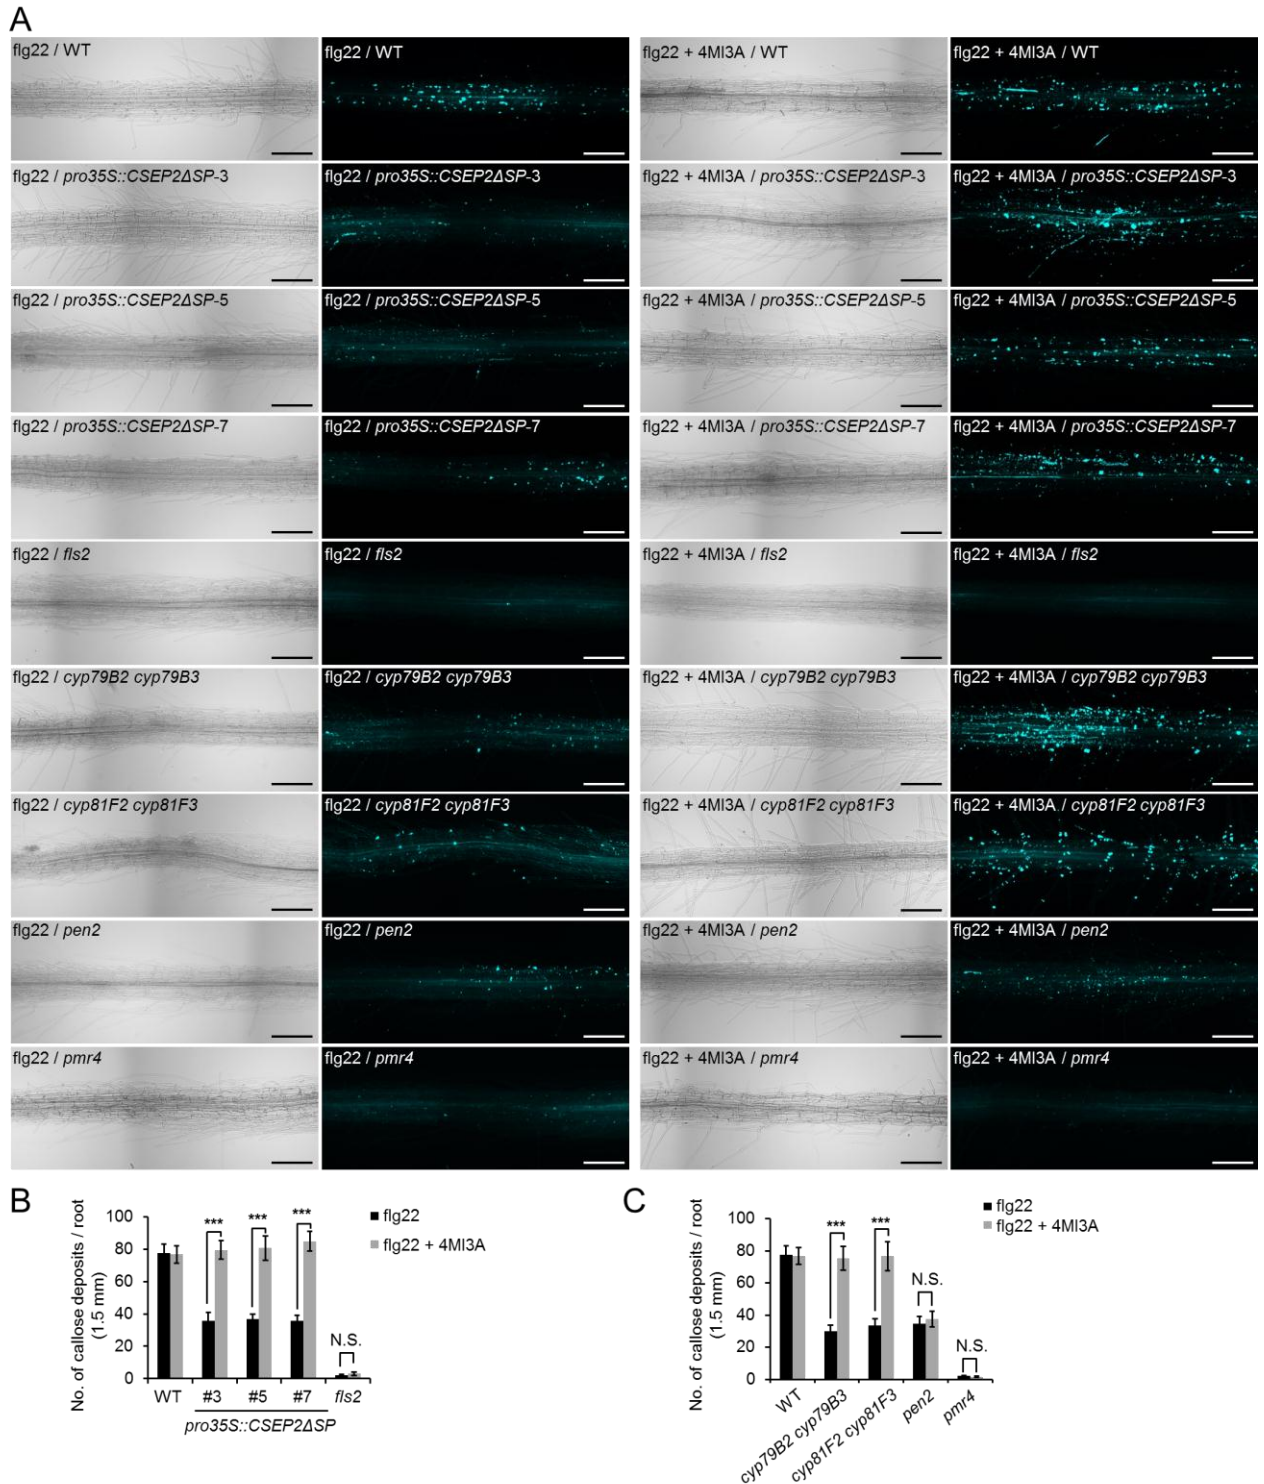 A
flg22 / WT
flg22 / WT
flg22 + 4MI3A / WT
flg22 + 4MI3A / WT
flg22 / pro35S::CSEP2ΔSP-3
flg22 / pro35S::CSEP2ΔSP-3
flg22 + 4MI3A / pro35S::CSEP2ΔSP-3
flg22 + 4MI3A / pro35S::CSEP2ΔSP-3
flg22 / pro35S::CSEP2ΔSP-5
flg22 / pro35S::CSEP2ΔSP-5
flg22 + 4MI3A / pro35S::CSEP2ΔSP-5
flg22 + 4MI3A / pro35S::CSEP2ΔSP-5
flg22 / pro35S::CSEP2ΔSP-7
flg22 / pro35S::CSEP2ΔSP-7
flg22 + 4MI3A / pro35S::CSEP2ΔSP-7
flg22 + 4MI3A / pro35S::CSEP2ΔSP-7
flg22 / fls2
flg22 / fls2
flg22 + 4MI3A / fls2
flg22 + 4MI3A / fls2
flg22 / cyp79B2 cyp79B3
flg22 / cyp79B2 cyp79B3
flg22 + 4MI3A / cyp79B2 cyp79B3
flg22 + 4MI3A / cyp79B2 cyp79B3
flg22 / cyp81F2 cyp81F3
flg22 / cyp81F2 cyp81F3
flg22 + 4MI3A / cyp81F2 cyp81F3
flg22 + 4MI3A / cyp81F2 cyp81F3
flg22 / pen2
flg22 / pen2
flg22 + 4MI3A / pen2
flg22 + 4MI3A / pen2
flg22 / pmr4
flg22 / pmr4
flg22 + 4MI3A / pmr4
flg22 + 4MI3A / pmr4
B
No. of callose deposits / root
(1.5 mm)
100
80
60
40
20
0
***
***
***
N.S.
flg22
flg22 + 4MI3A
WT
#3
#5
#7
fls2
pro35S::CSEP2ΔSP
C
No. of callose deposits / root
(1.5 mm)
100
80
60
40
20
0
***
***
N.S.
N.S.
flg22
flg22 + 4MI3A
WT
cyp79B2 cyp79B3
cyp81F2 cyp81F3
pen2
pmr4